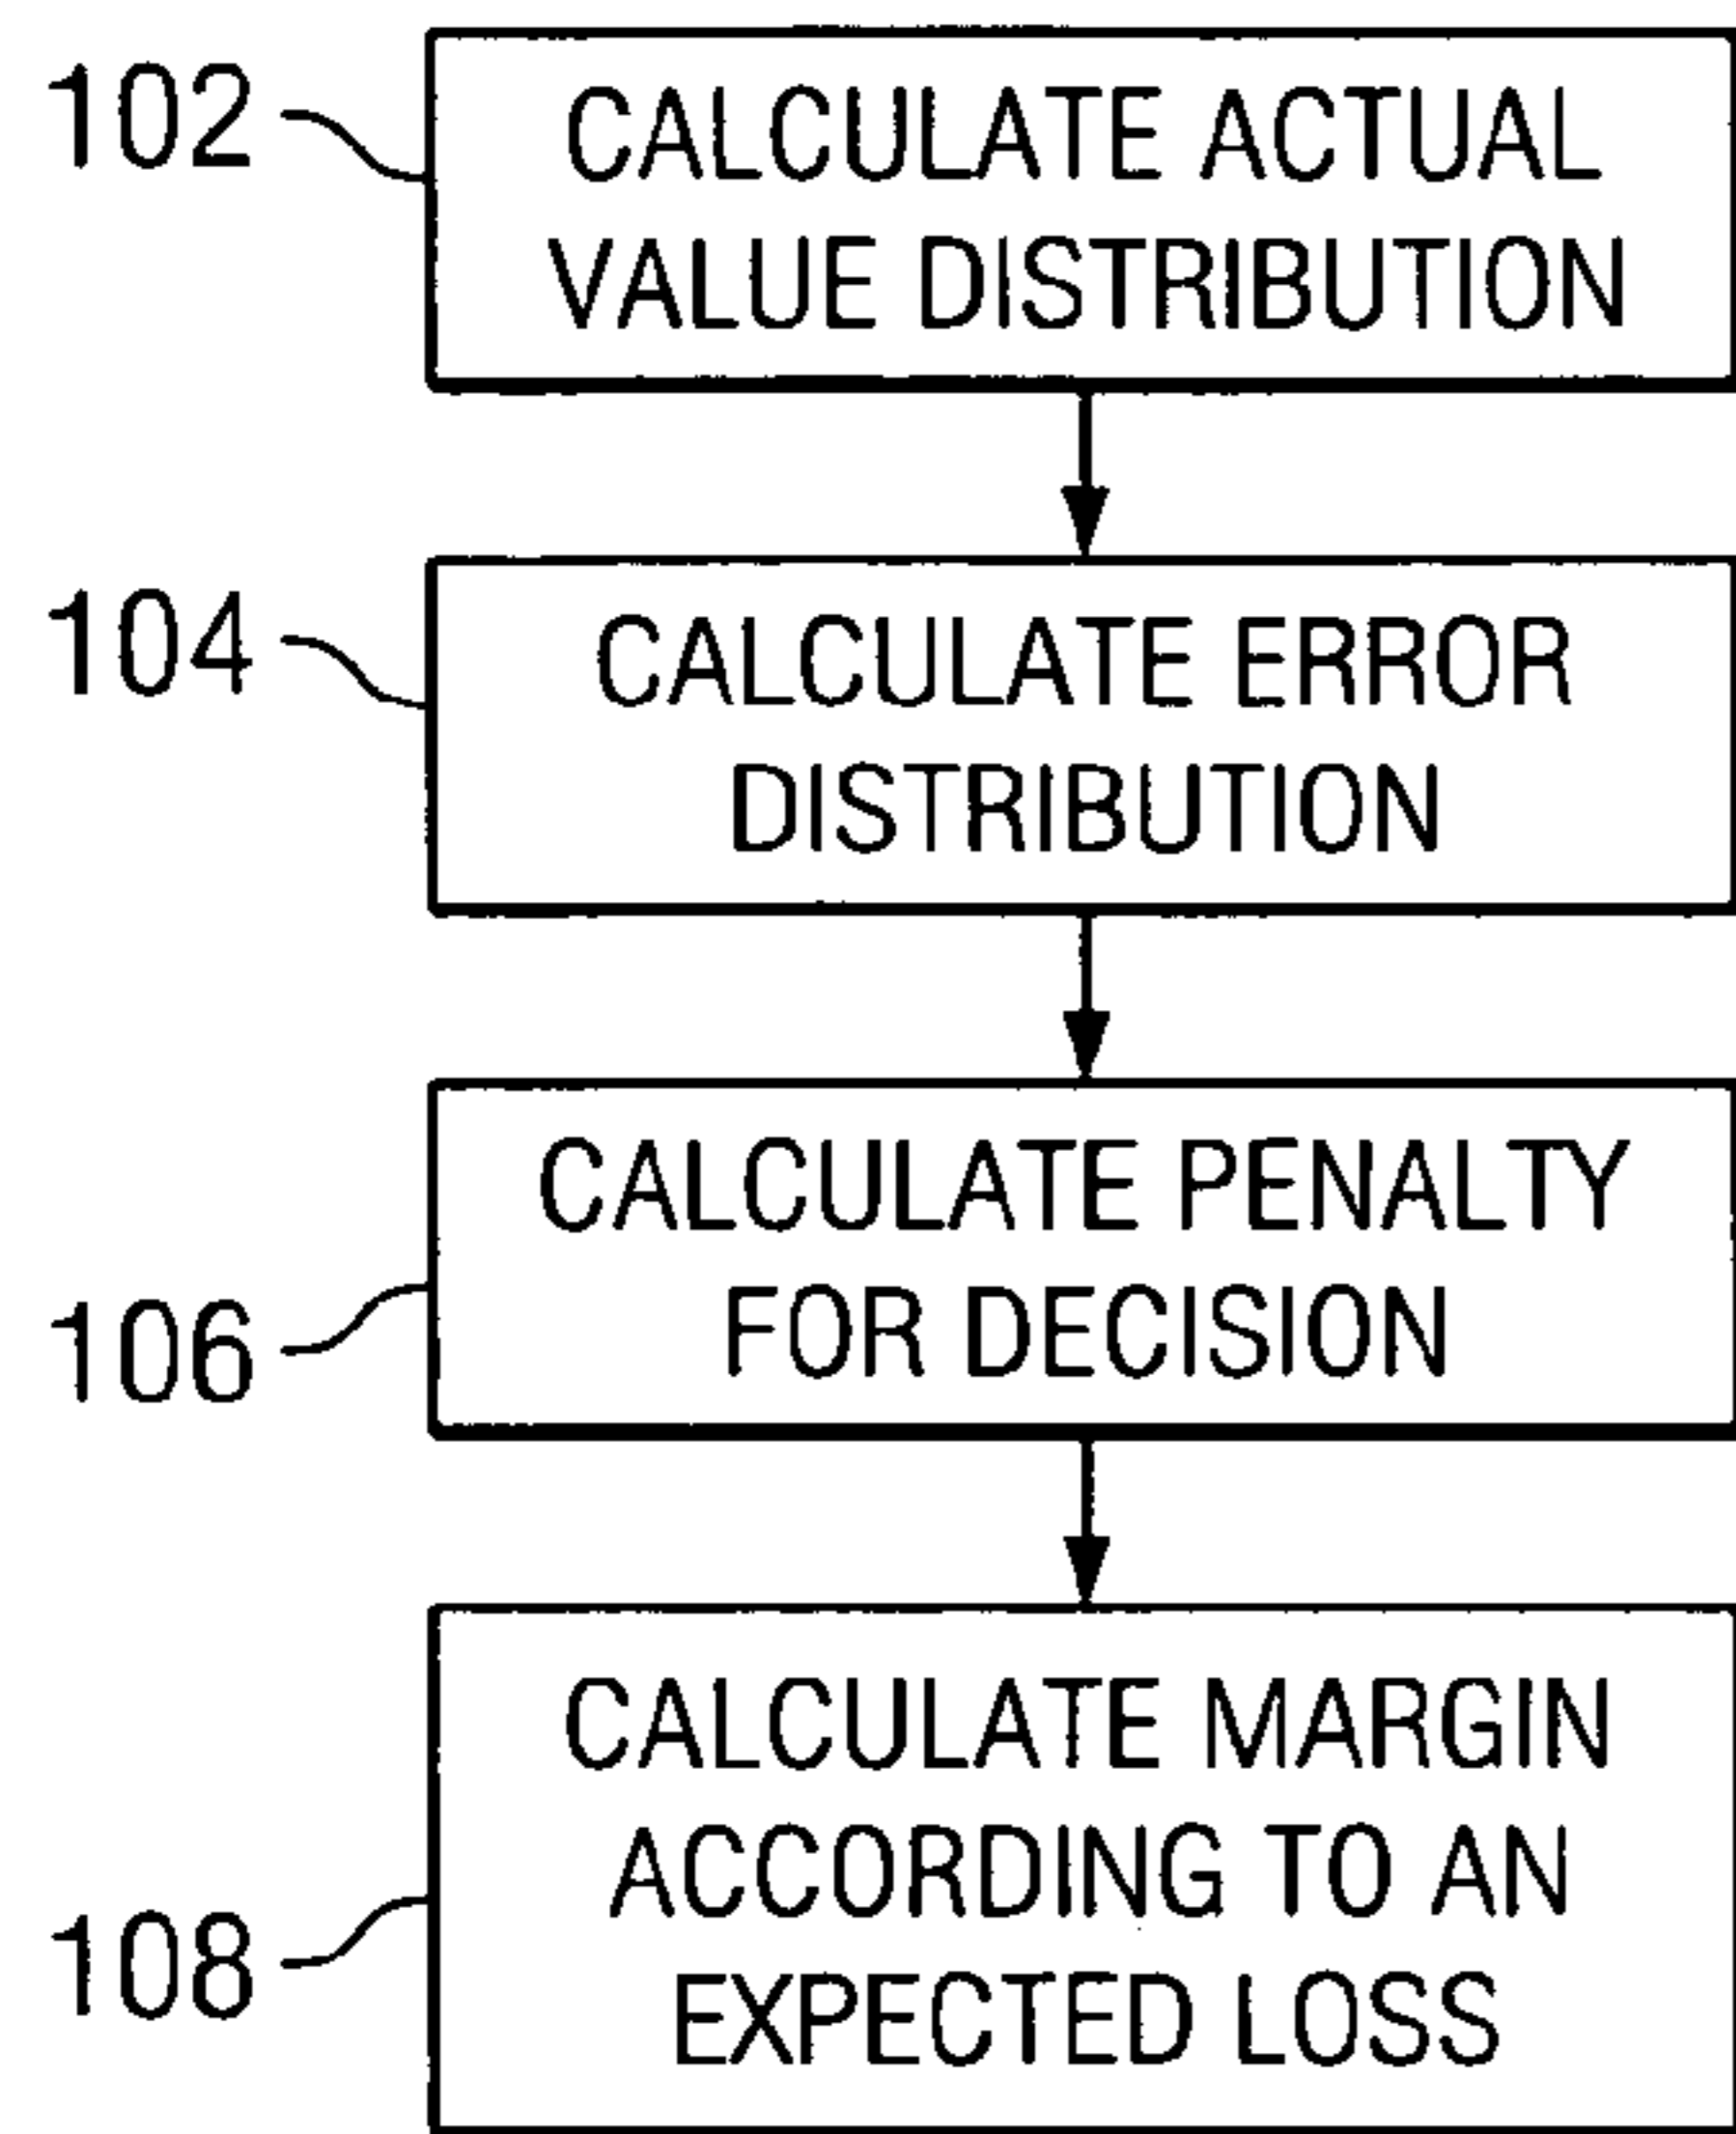 102
CALCULATE ACTUAL
VALUE DISTRIBUTION
104
CALCULATE ERROR
DISTRIBUTION
CALCULATE PENALTY
FOR DECISION
106
CALCULATE MARGIN
ACCORDING TO AN
108
EXPECTED LOSS